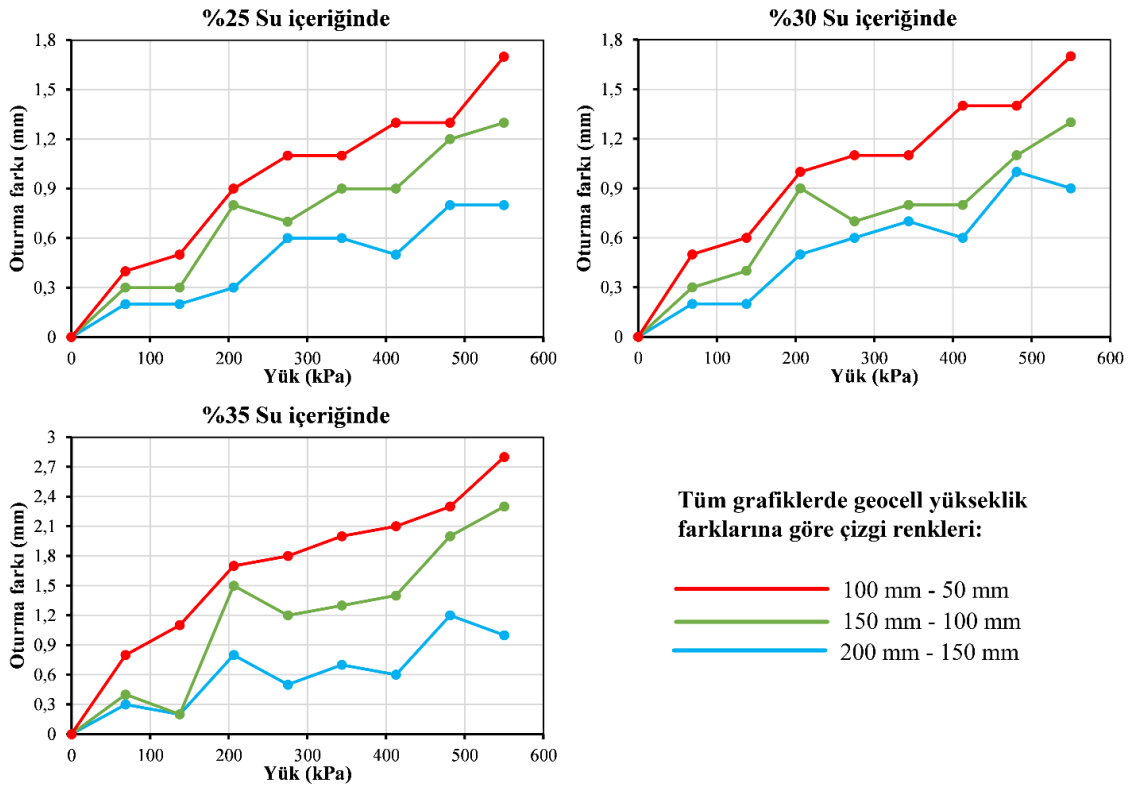 %25 Su içeriğinde
Oturma farkı (mm)
1,8
1,5
1,2
0,9
0,6
0,3
0
0 100 200 300 400 500 600
Yük (kPa)
%30 Su içeriğinde
Oturma farkı (mm)
1,8
1,5
1,2
0,9
0,6
0,3
0
0 100 200 300 400 500 600
Yük (kPa)
%35 Su içeriğinde
Oturma farkı (mm)
3
2,7
2,4
2,1
1,8
1,5
1,2
0,9
0,6
0,3
0
0 100 200 300 400 500 600
Yük (kPa)
Tüm grafiklerde geocell yükseklik
farklarına göre çizgi renkleri:
100 mm - 50 mm
150 mm - 100 mm
200 mm - 150 mm